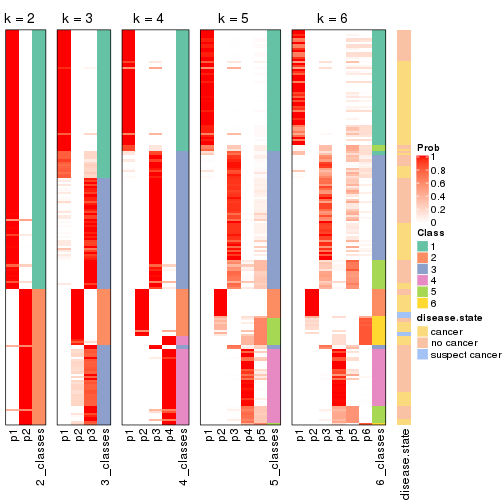 k = 2 k = 3 k = 4 k = 5 k = 6
Prob
1
0.8
0.6
0.4
0.2
0
Class
1
2
3
4
5
6
disease.state
cancer
no cancer
suspect cancer
p1 p2 2_classes p1 p2 p3 3_classes p1 p2 p3 p4 4_classes p1 p2 p3 p4 p5 5_classes p1 p2 p3 p4 p5 p6 6_classes disease.state